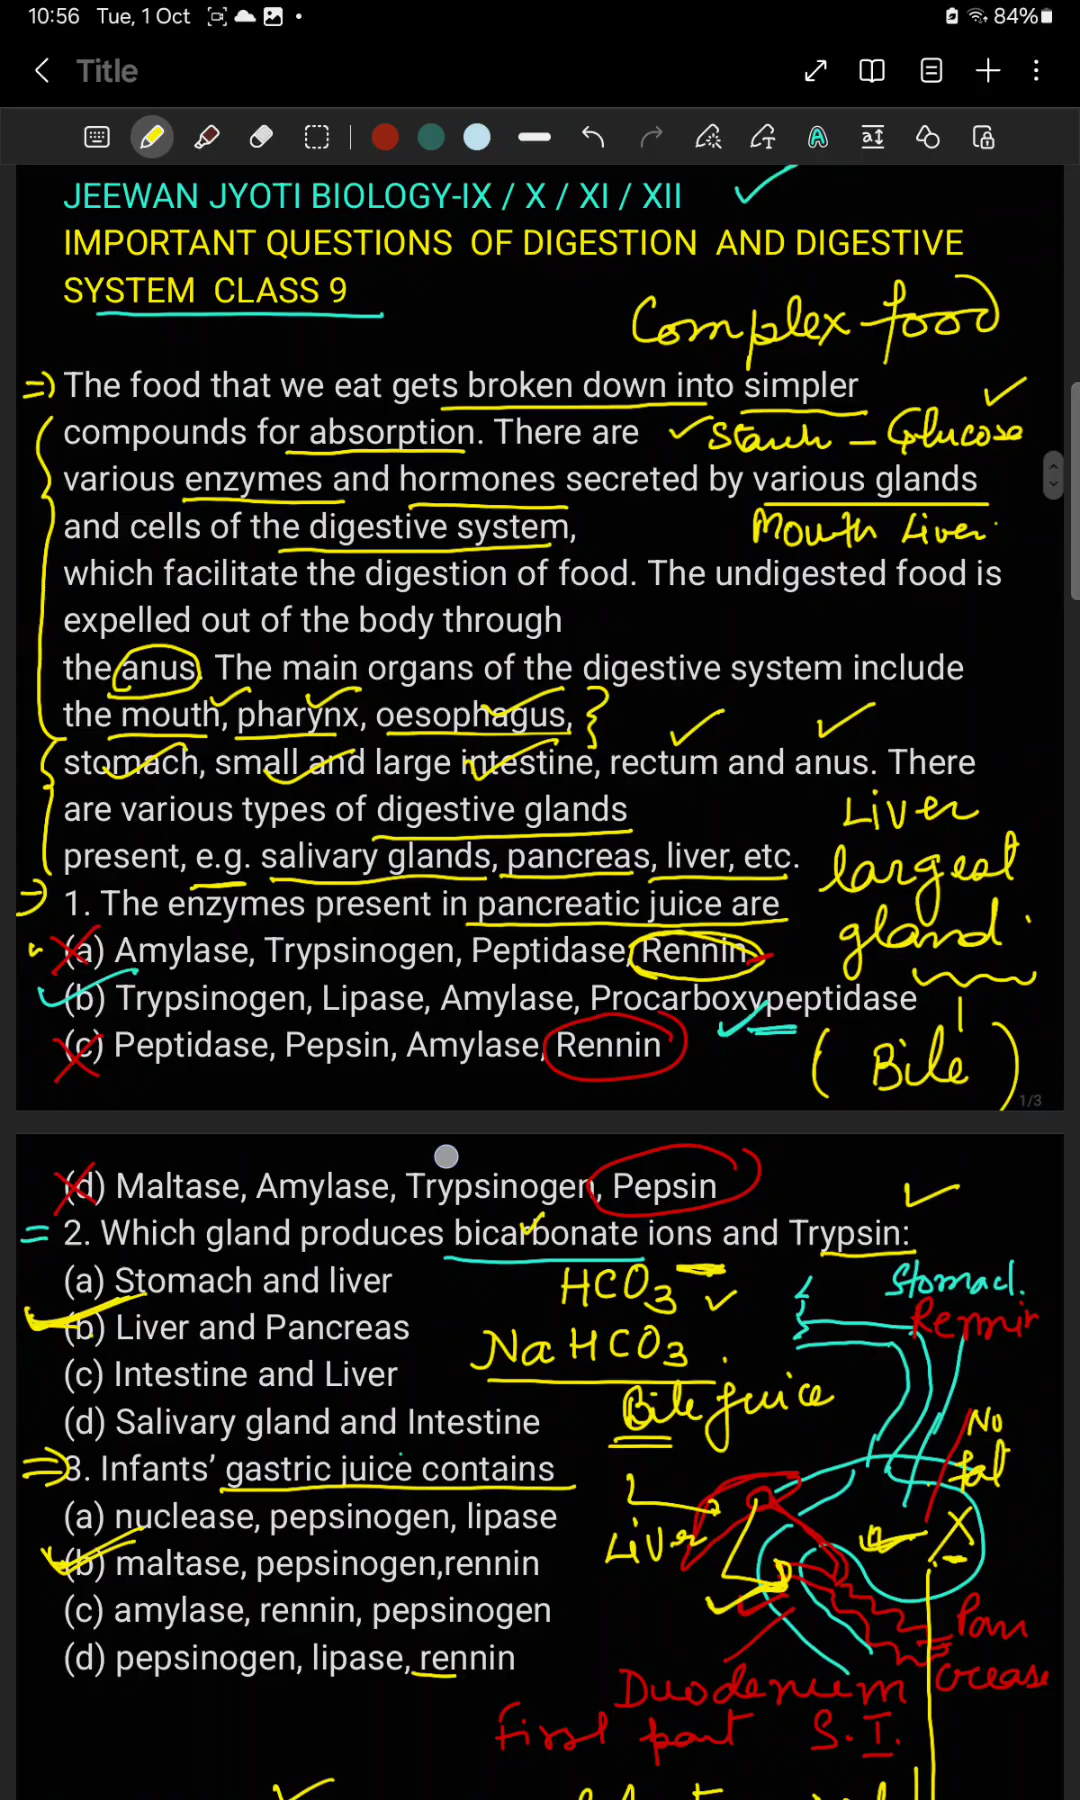 10:56 Tue, 1 Oct
84%
Title
JEEWAN JYOTI BIOLOGY-IX / X / XI / XII
IMPORTANT QUESTIONS OF DIGESTION AND DIGESTIVE
SYSTEM CLASS 9
Complex food
The food that we eat gets broken down into simpler
compounds for absorption. There are
Starch - Glucose
various enzymes and hormones secreted by various glands
and cells of the digestive system,
Mouth Liver
which facilitate the digestion of food. The undigested food is
expelled out of the body through
the anus. The main organs of the digestive system include
the mouth, pharynx, oesophagus,
stomach, small and large intestine, rectum and anus. There
are various types of digestive glands
present, e.g. salivary glands, pancreas, liver, etc.
Liver
largest
gland.
(Bile)
1. The enzymes present in pancreatic juice are
(a) Amylase, Trypsinogen, Peptidase, Rennin
(b) Trypsinogen, Lipase, Amylase, Procarboxypeptidase
(c) Peptidase, Pepsin, Amylase, Rennin
1/3
(d) Maltase, Amylase, Trypsinogen, Pepsin
2. Which gland produces bicarbonate ions and Trypsin:
(a) Stomach and liver
(b) Liver and Pancreas
(c) Intestine and Liver
(d) Salivary gland and Intestine
HCO3 -
NaHCO3
Bile juice
Stomach
Rennin
No
fat
3. Infants' gastric juice contains
(a) nuclease, pepsinogen, lipase
(b) maltase, pepsinogen,rennin
(c) amylase, rennin, pepsinogen
(d) pepsinogen, lipase, rennin
Liver
X
Pan
crease
Duodenum
First part S.I.